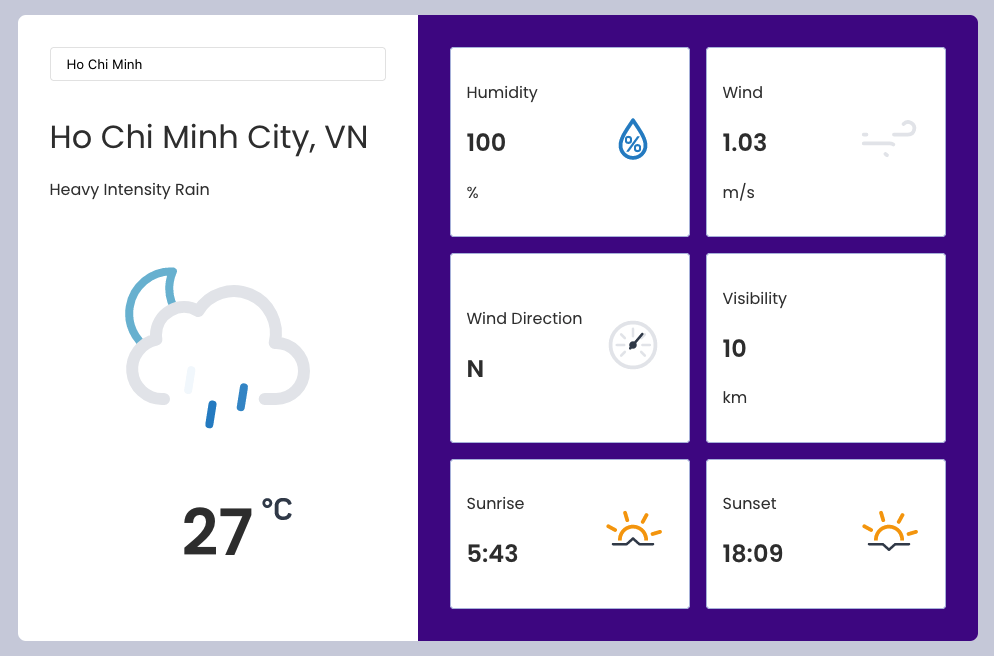 Ho Chi Minh
Ho Chi Minh City, VN
Heavy Intensity Rain
27 °C
Humidity
100
%
%
Wind
1.03
m/s
Wind Direction
N
Visibility
10
km
Sunrise
5:43
Sunset
18:09